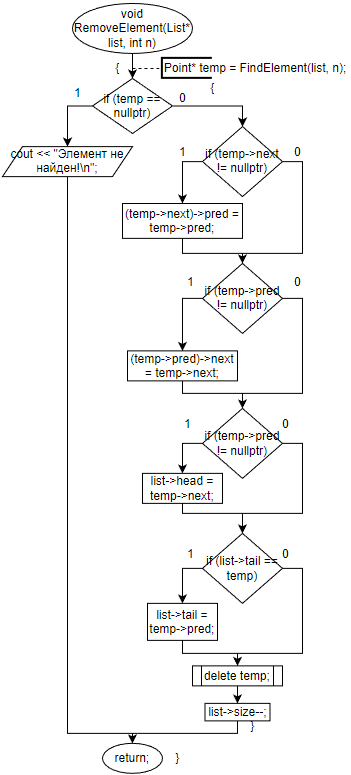 void
RemoveElement(List*
list, int n)
{
Point* temp = FindElement(list, n);
{
1
if (temp ==
nullptr)
0
cout << "Элемент не
найден!\n";
1
if (temp->next
!= nullptr)
0
(temp->next)->pred =
temp->pred;
1
if (temp->pred
!= nullptr)
0
(temp->pred)->next
= temp->next;
1
if (temp->pred
!= nullptr)
0
list->head =
temp->next;
1
if (list->tail ==
temp)
0
list->tail =
temp->pred;
delete temp;
list->size--;
}
return;
}